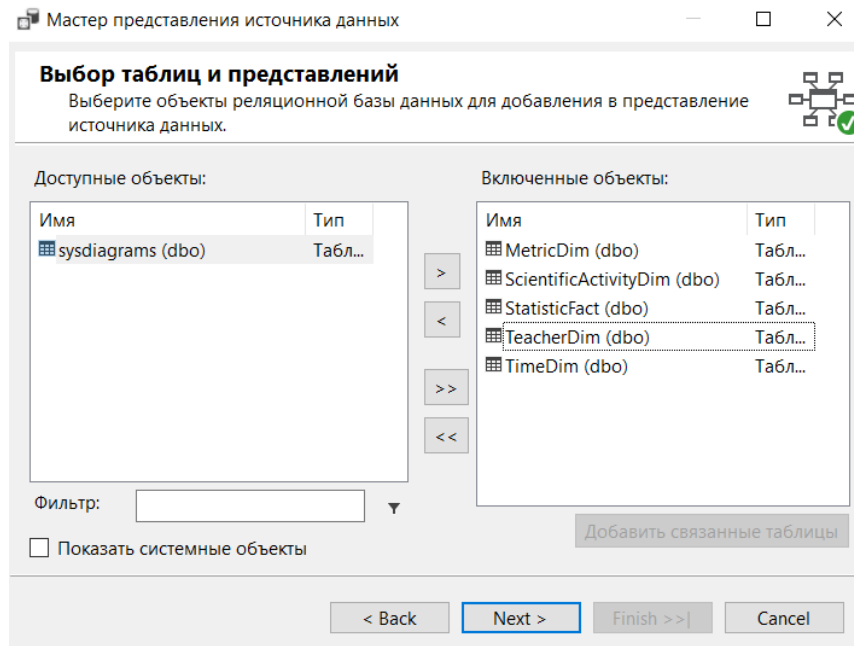 Мастер представления источника данных
Выбор таблиц и представлений
Выберите объекты реляционной базы данных для добавления в представление
источника данных.
Доступные объекты:
Имя Тип
sysdiagrams (dbo) Табл...
>
<
>>
<<
Включенные объекты:
Имя Тип
MetricDim (dbo) Табл...
ScientificActivityDim (dbo) Табл...
StatisticFact (dbo) Табл...
TeacherDim (dbo) Табл...
TimeDim (dbo) Табл...
Фильтр:
Показать системные объекты
Добавить связанные таблицы
< Back Next > Finish >>| Cancel